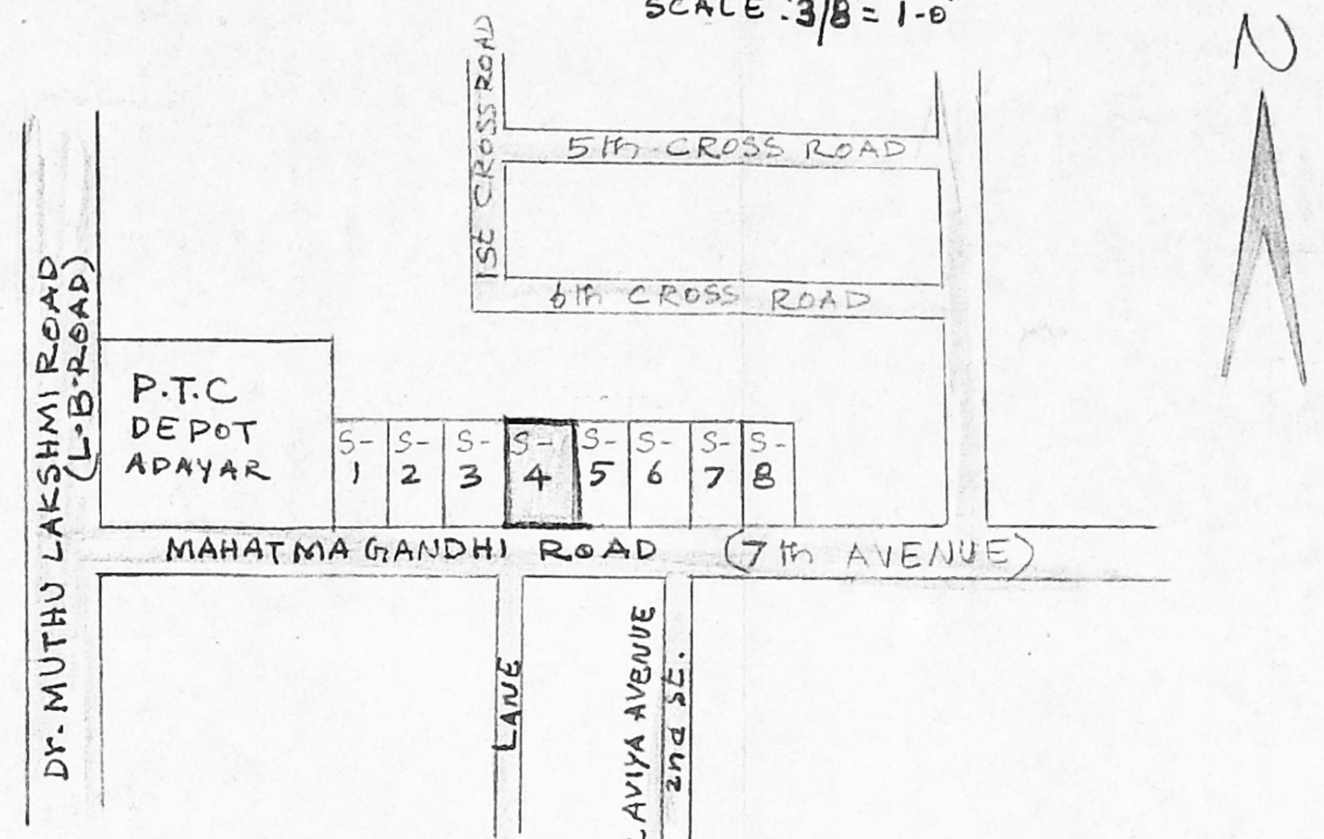 SCALE : 3/8 = 1-0
N
1St CROSS ROAD
5th CROSS ROAD
6th CROSS ROAD
Dr. MUTHU LAKSHMI ROAD
(L.B.ROAD)
P.T.C
DEPOT
ADAYAR
S-1
S-2
S-3
S-4
S-5
S-6
S-7
S-8
MAHATMA GANDHI ROAD (7th AVENUE)
LANE
LAVIYA AVENUE
2nd St.